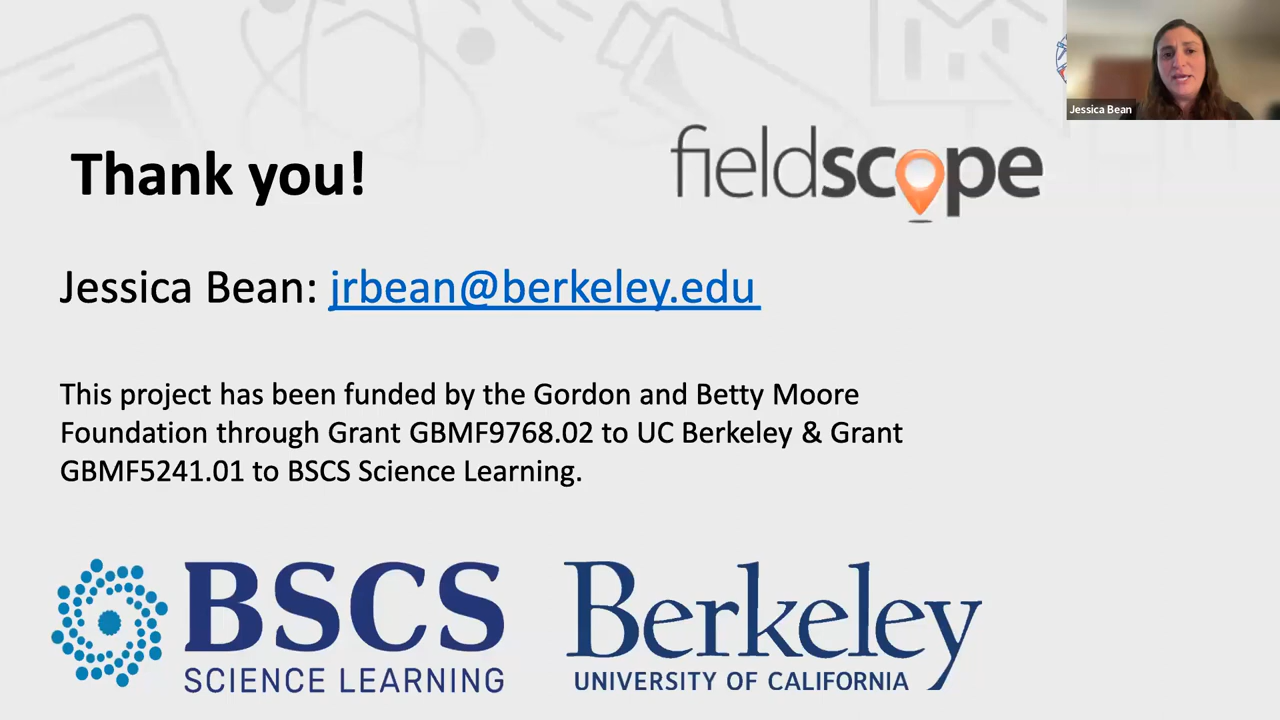 Jessica Bean
fieldscope
Thank you!
Jessica Bean: jrbean@berkeley.edu
This project has been funded by the Gordon and Betty Moore
Foundation through Grant GBMF9768.02 to UC Berkeley & Grant
GBMF5241.01 to BSCS Science Learning.
BSCS
SCIENCE LEARNING
Berkeley
UNIVERSITY OF CALIFORNIA